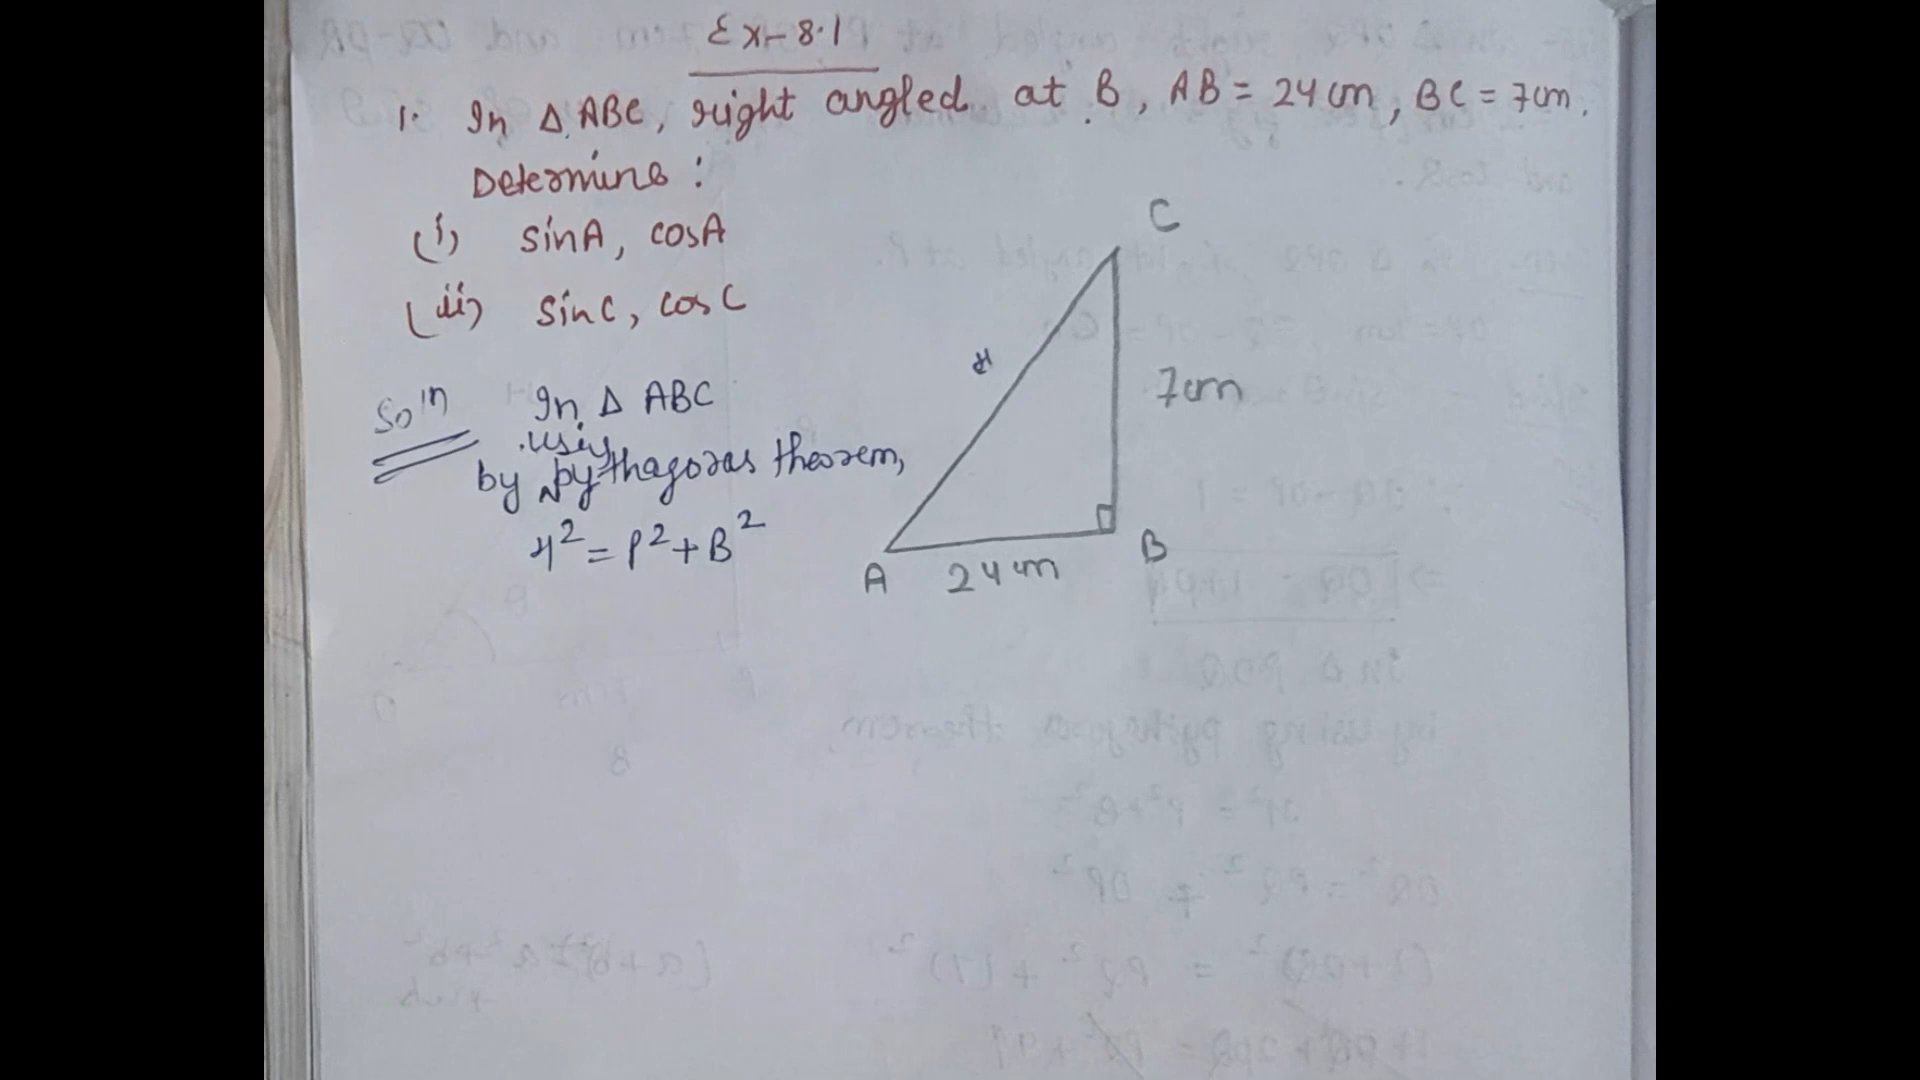 Ex-8.1
1. In Δ ABC, right angled at B, AB = 24 cm, BC = 7 cm.
Determine :
(i) sinA, cosA
(ii) sinC, cosC
C
H
7cm
A
24 cm
B
Solⁿ In Δ ABC
by using pythagoras theorem,
H² = P² + B²